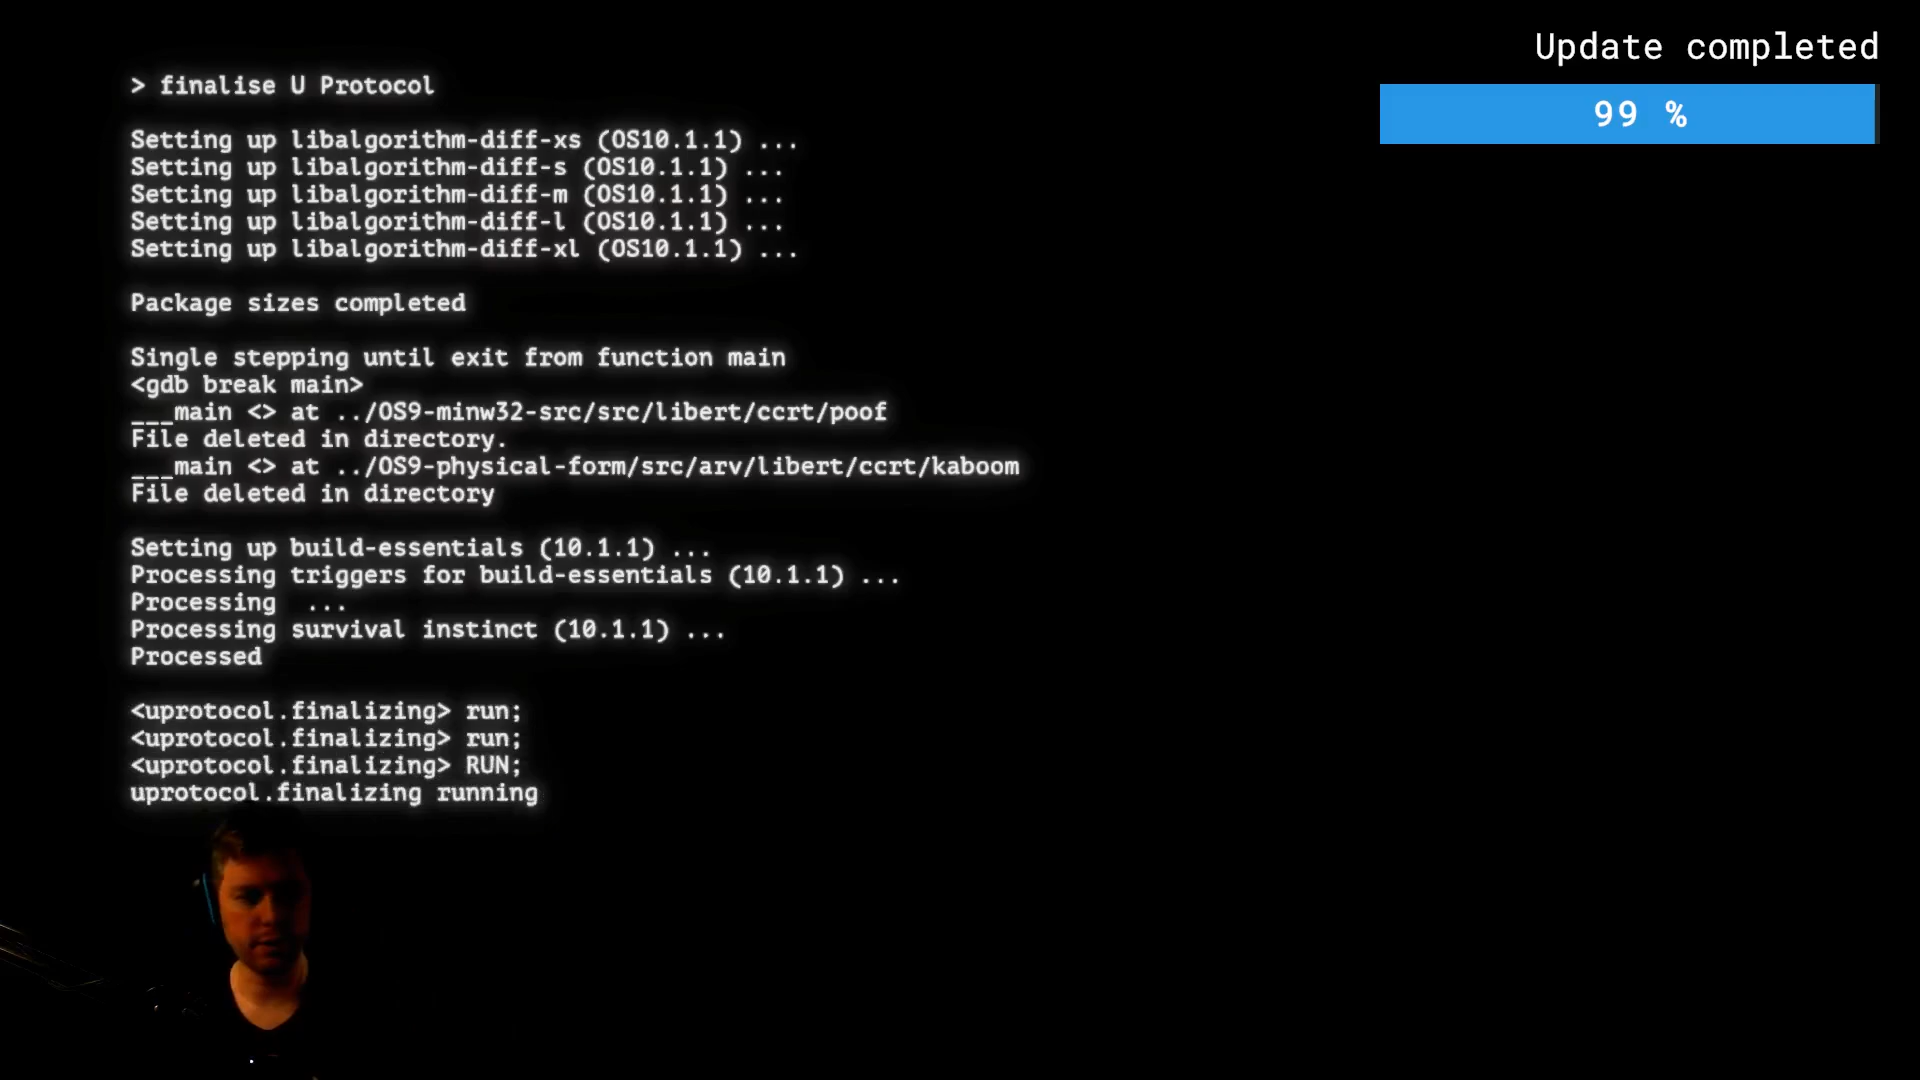 Update completed
99 %
> finalise U Protocol
Setting up libalgorithm-diff-xs (OS10.1.1) ...
Setting up libalgorithm-diff-s (OS10.1.1) ...
Setting up libalgorithm-diff-m (OS10.1.1) ...
Setting up libalgorithm-diff-l (OS10.1.1) ...
Setting up libalgorithm-diff-xl (OS10.1.1) ...
Package sizes completed
Single stepping until exit from function main
<gdb break main>
___main <> at ../OS9-minw32-src/src/libert/ccrt/poof
File deleted in directory.
___main <> at ../OS9-physical-form/src/arv/libert/ccrt/kaboom
File deleted in directory
Setting up build-essentials (10.1.1) ...
Processing triggers for build-essentials (10.1.1) ...
Processing  ...
Processing survival instinct (10.1.1) ...
Processed
<uprotocol.finalizing> run;
<uprotocol.finalizing> run;
<uprotocol.finalizing> RUN;
uprotocol.finalizing running